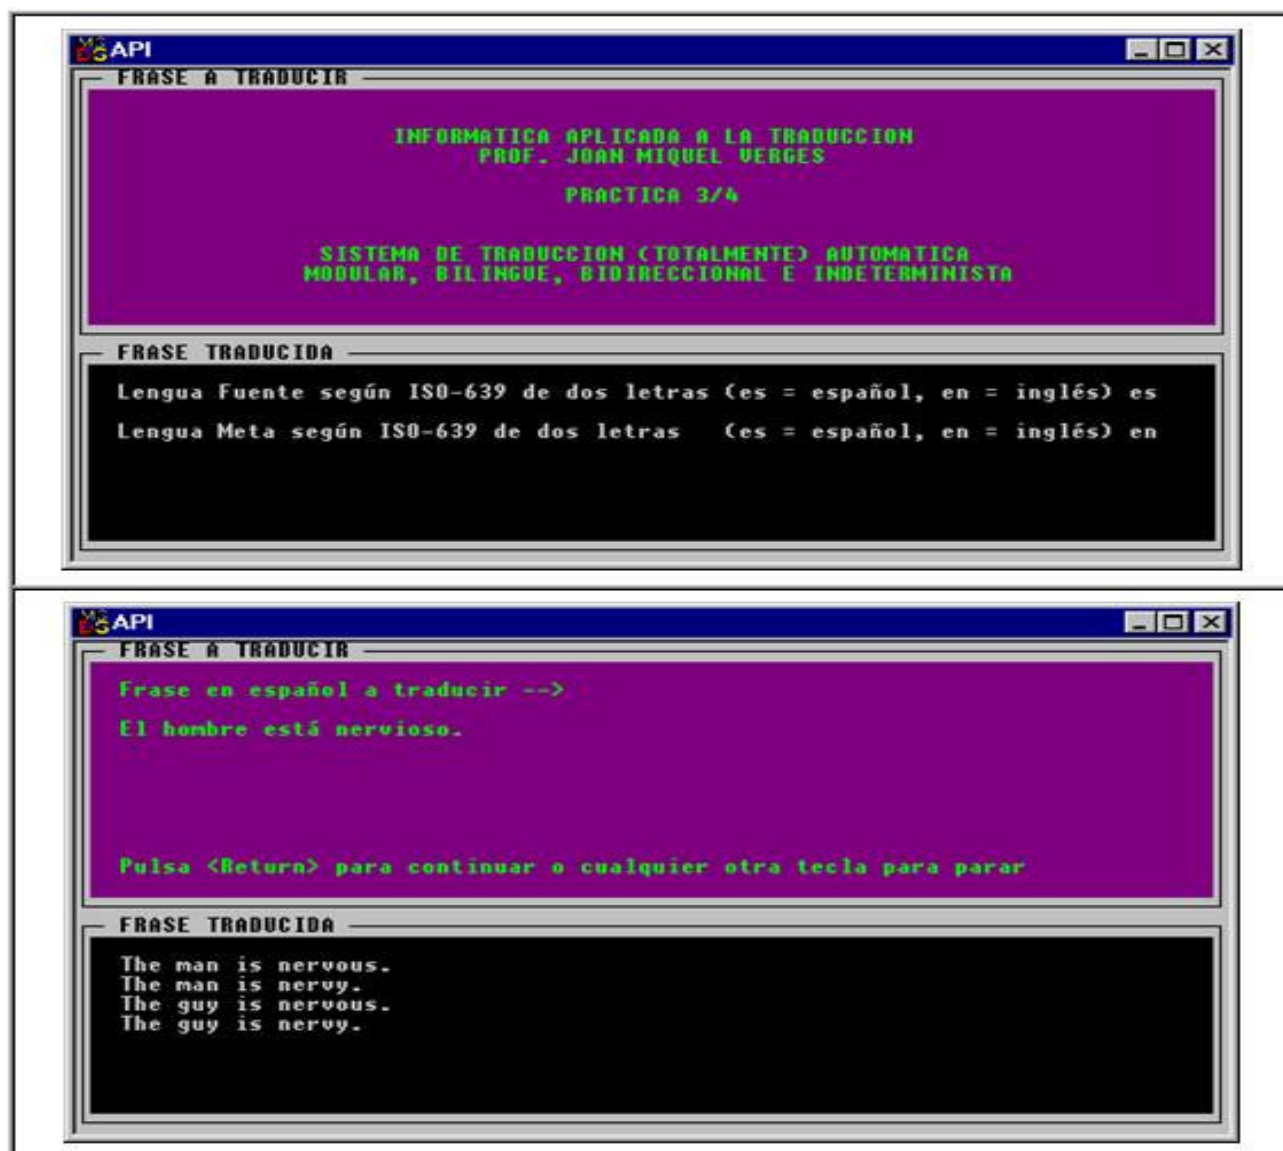 API
FRASE A TRADUCIR
INFORMATICA APLICADA A LA TRADUCCION
PROF. JOAN MIQUEL VERGES
PRACTICA 3/4
SISTEMA DE TRADUCCION (TOTALMENTE) AUTOMATICA
MODULAR, BILINGUE, BIDIRECCIONAL E INDETERMINISTA
FRASE TRADUCIDA
Lengua Fuente según ISO-639 de dos letras (es = español, en = inglés) es
Lengua Meta según ISO-639 de dos letras (es = español, en = inglés) en
API
FRASE A TRADUCIR
Frase en español a traducir -->
El hombre está nervioso.
Pulsa <Return> para continuar o cualquier otra tecla para parar
FRASE TRADUCIDA
The man is nervous.
The man is nervy.
The guy is nervous.
The guy is nervy.